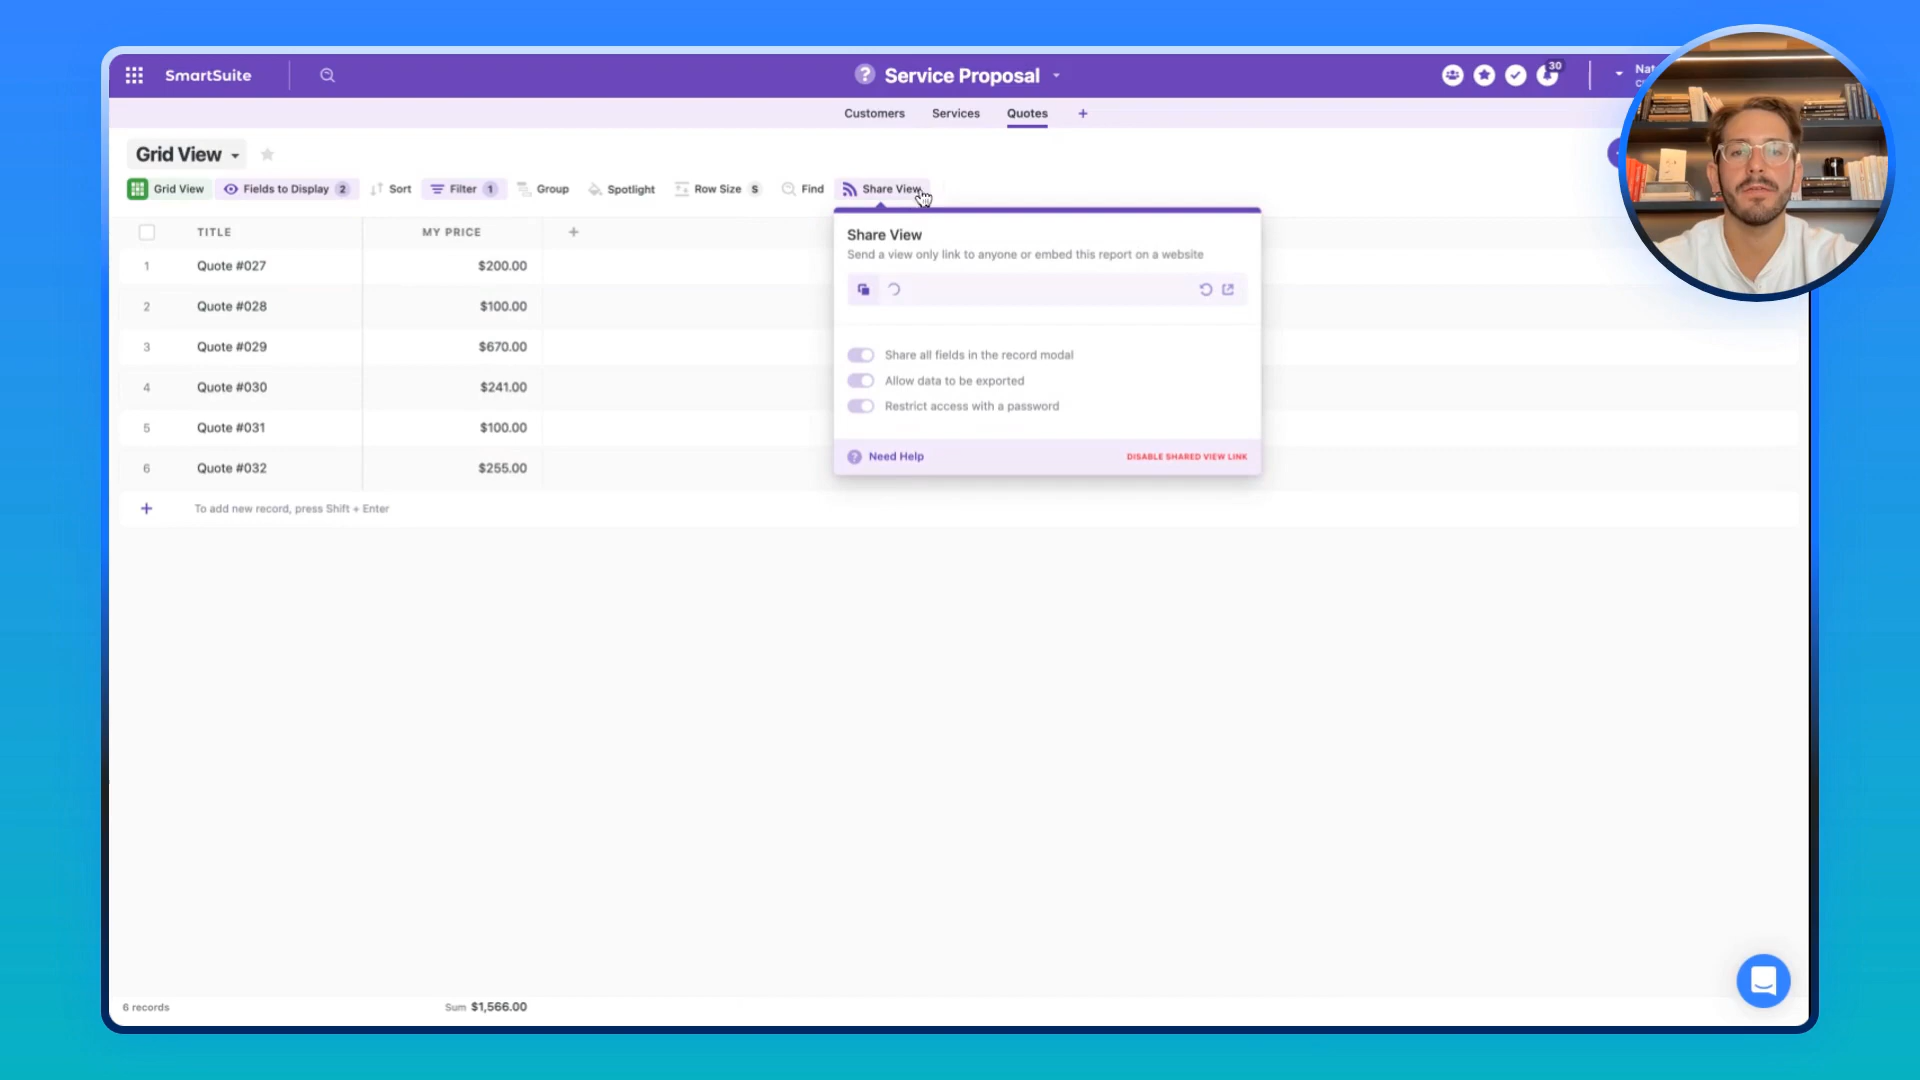 SmartSuite
Service Proposal
30
Nat
Customers Services Quotes +
Grid View
Grid View Fields to Display 2 Sort Filter 1 Group Spotlight Row Size S Find Share View
TITLE MY PRICE +
1 Quote #027 $200.00
2 Quote #028 $100.00
3 Quote #029 $670.00
4 Quote #030 $241.00
5 Quote #031 $100.00
6 Quote #032 $255.00
+ To add new record, press Shift + Enter
Share View
Send a view only link to anyone or embed this report on a website
Share all fields in the record modal
Allow data to be exported
Restrict access with a password
? Need Help DISABLE SHARED VIEW LINK
6 records Sum $1,566.00